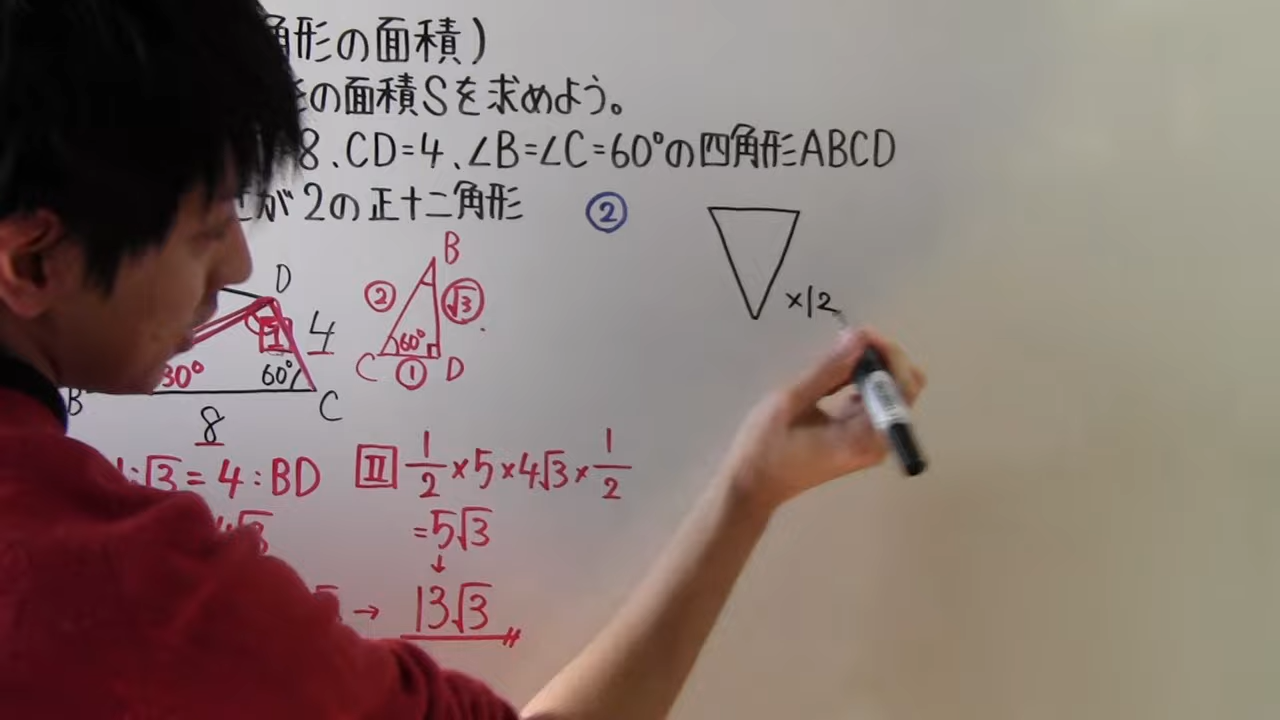 角形の面積)
の面積Sを求めよう。
8、CD=4、∠B=∠C=60°の四角形ABCD
が2の正十二角形
②
×12
D
4
1
30°
60°
B
8
C
B
②
√3
60°
C
①
D
:√3=4:BD
II 1/2×5×4√3×1/2
=5√3
↓
→ 13√3